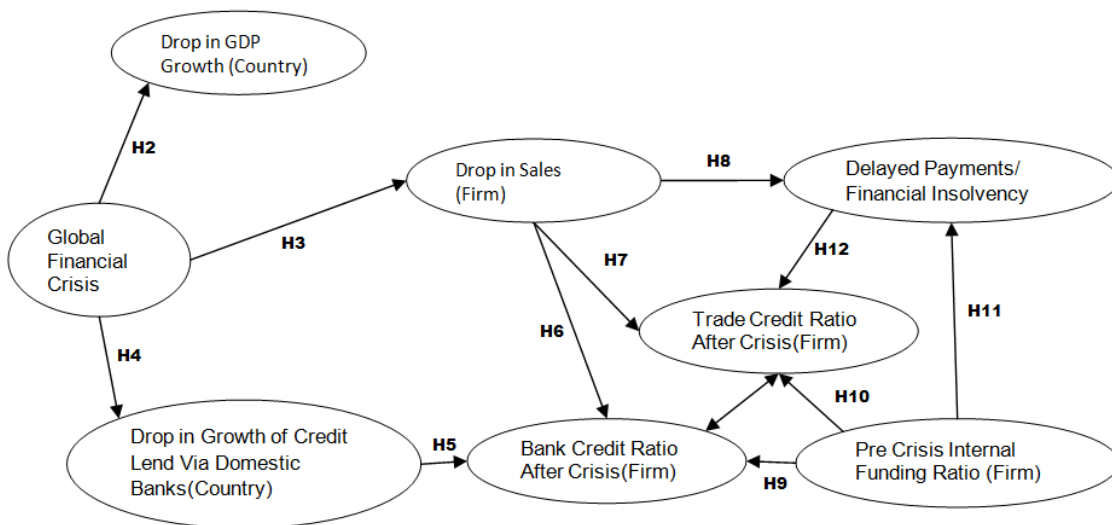 Drop in GDP
Growth (Country)
H2
Drop in Sales
(Firm)
H8
Delayed Payments/
Financial Insolvency
Global
Financial
Crisis
H3
H7
H12
H11
Trade Credit Ratio
After Crisis(Firm)
H6
H4
H10
Drop in Growth of Credit
Lend Via Domestic
Banks(Country)
H5
Bank Credit Ratio
After Crisis(Firm)
H9
Pre Crisis Internal
Funding Ratio (Firm)